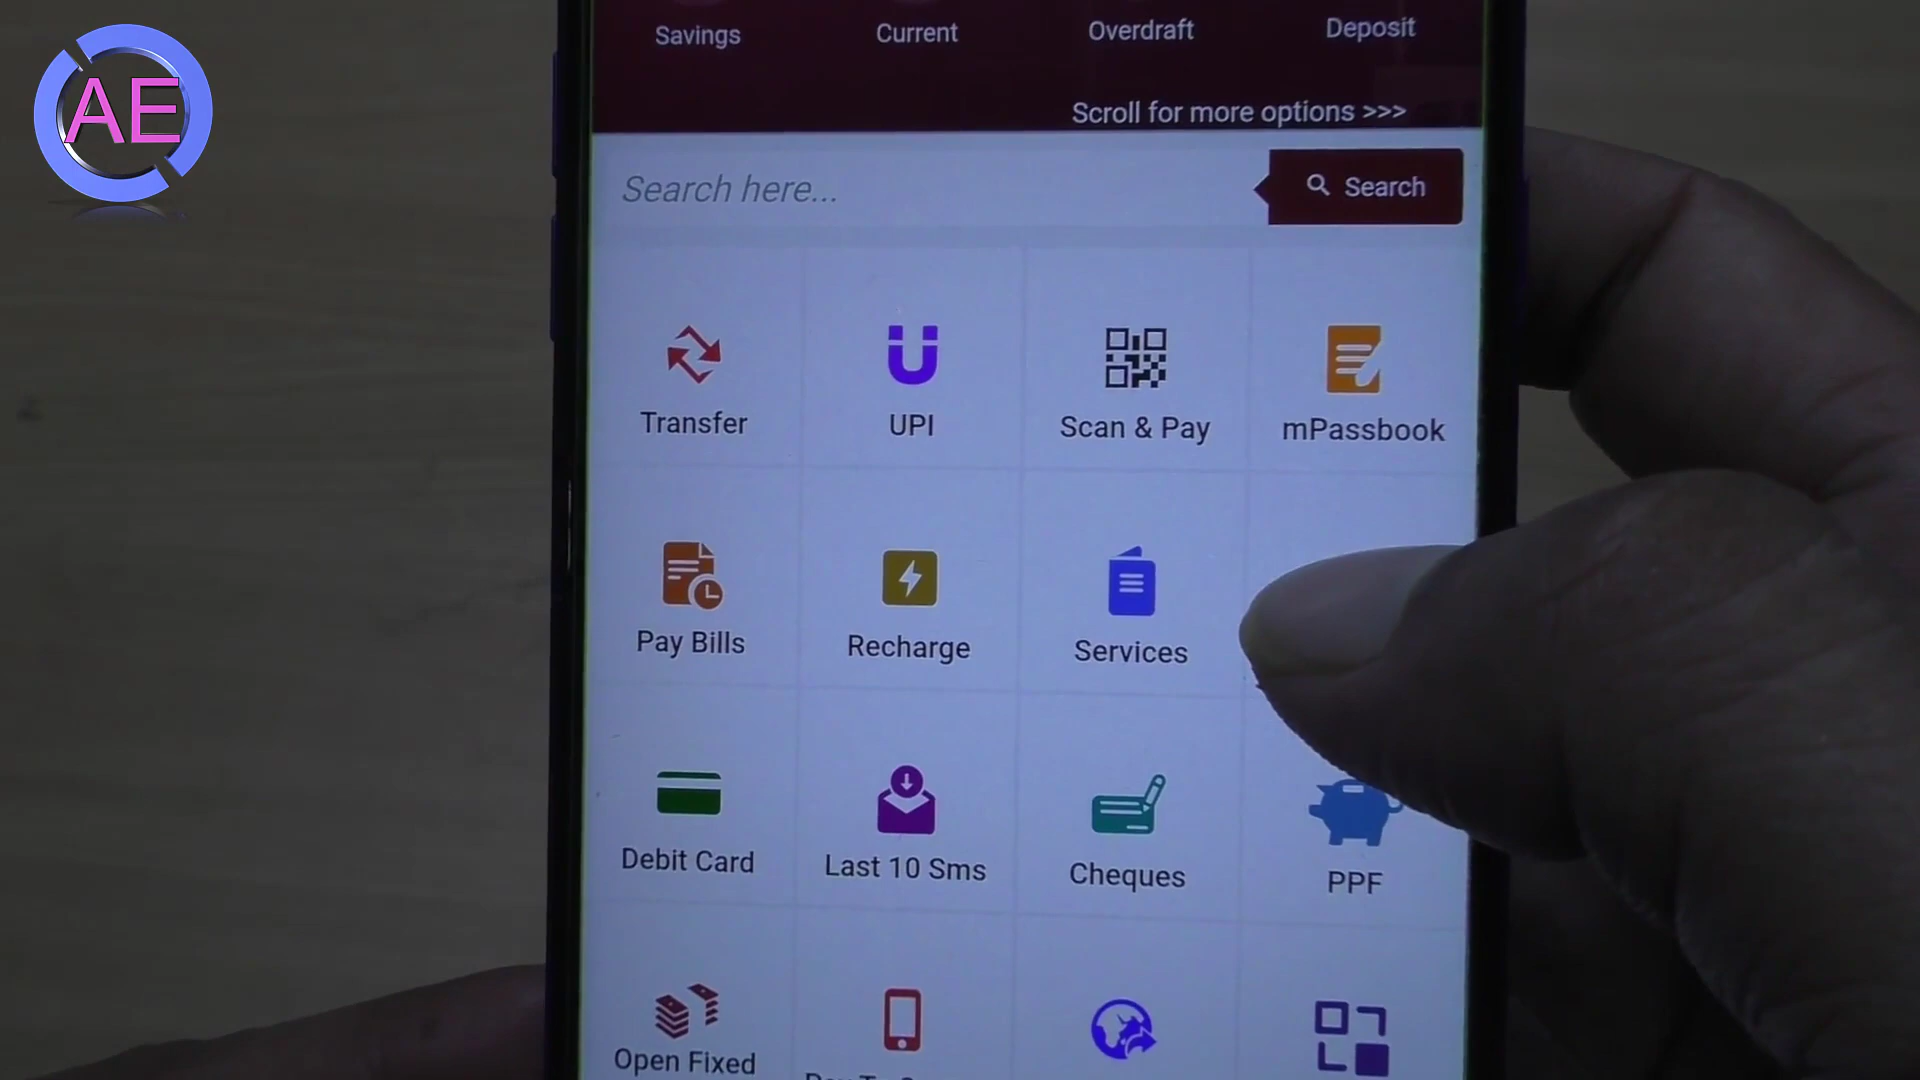 AE
Savings
Current
Overdraft
Deposit
Scroll for more options >>>
Search here...
Search
Transfer
UPI
Scan & Pay
mPassbook
Pay Bills
Recharge
Services
Debit Card
Last 10 Sms
Cheques
PPF
Open Fixed